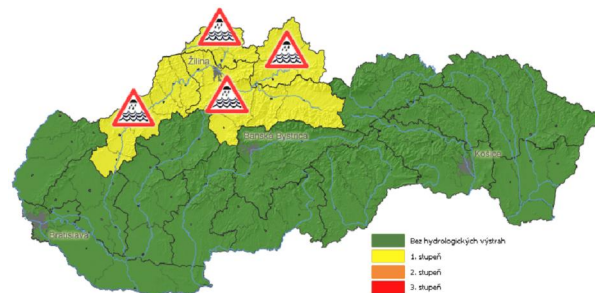 Žilina
Banská Bystrica
Košice
Bratislava
Bez hydrologických výstrah
1. stupeň
2. stupeň
3. stupeň